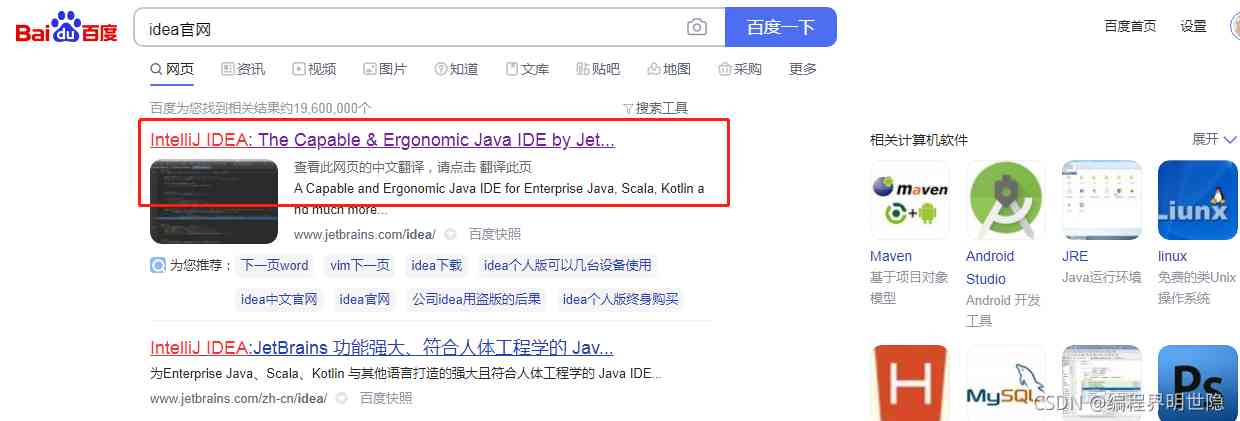 Bai du 百度 idea官网 百度一下 百度首页 设置
网页 资讯 视频 图片 知道 文库 贴吧 地图 采购 更多
百度为您找到相关结果约19,600,000个 搜索工具
IntelliJ IDEA: The Capable & Ergonomic Java IDE by Jet...
查看此网页的中文翻译，请点击 翻译此页
A Capable and Ergonomic Java IDE for Enterprise Java, Scala, Kotlin a
nd much more...
www.jetbrains.com/idea/ 百度快照
为您推荐： 下一页word vim下一页 idea下载 idea个人版可以几台设备使用
idea中文官网 idea官网 公司idea用盗版的后果 idea个人版终身购买
IntelliJ IDEA:JetBrains 功能强大、符合人体工程学的 Jav...
为Enterprise Java、Scala、Kotlin 与其他语言打造的强大且符合人体工程学的 Java IDE...
www.jetbrains.com/zh-cn/idea/ 百度快照
相关计算机软件 展开
maven
Liunx
Maven
基于项目对象
模型
Android
Studio
Android 开发
工具
JRE
Java运行环境
linux
免费的类Unix
操作系统
H
MySQL
Ps
CSDN @编程界明世隐